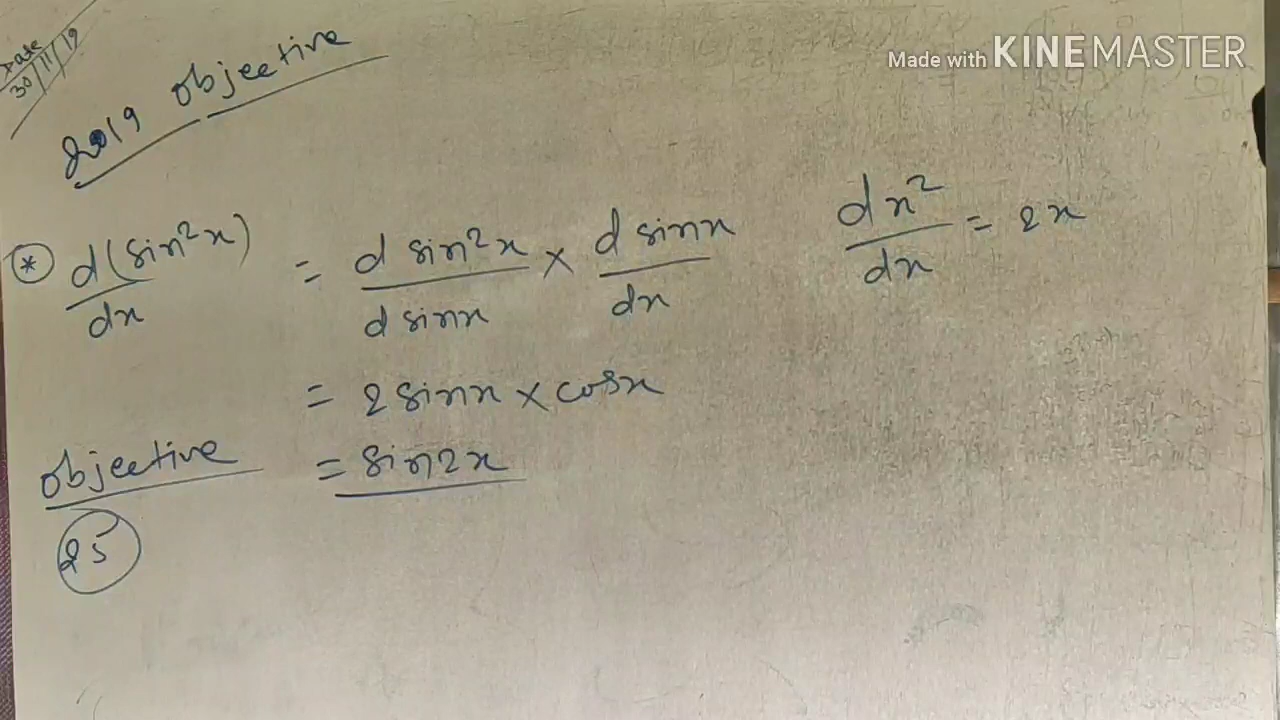 Date
30/11/19
Made with KINEMASTER
2019 objective
* d(sin²x)/dx = d sin²x/d sinx × d sinx/dx
dx²/dx = 2x
= 2 sinx × cosx
objective
= sin2x
25